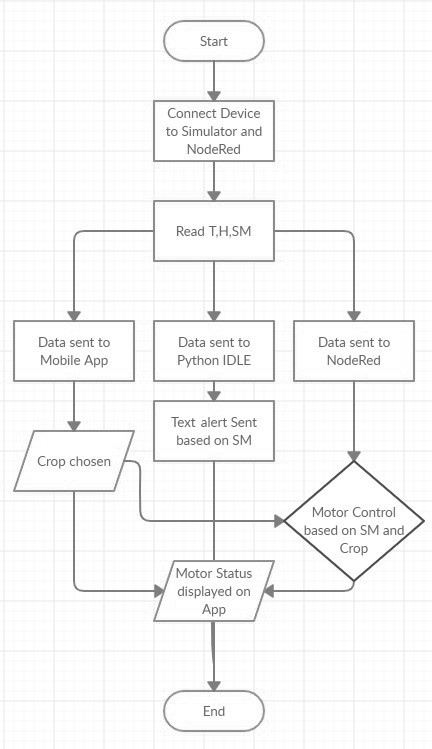 Start
Connect Device
to Simulator and
NodeRed
Read T,H,SM
Data sent to
Mobile App
Data sent to
Python IDLE
Data sent to
NodeRed
Text alert Sent
based on SM
Crop chosen
Motor Control
based on SM and
Crop
Motor Status
displayed on
App
End